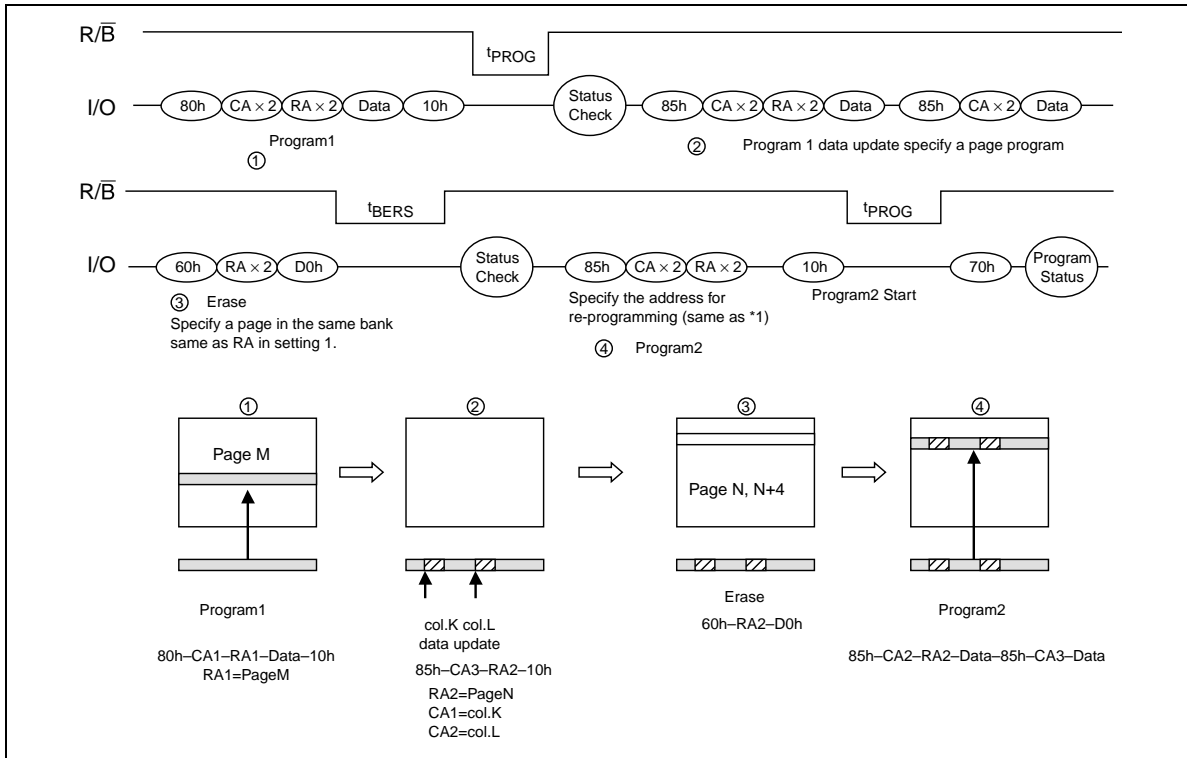 R/B̅
tPROG
I/O
80h CA × 2 RA × 2 Data 10h Status Check 85h CA × 2 RA × 2 Data 85h CA × 2 Data
Program1
①
② Program 1 data update specify a page program
R/B̅
tBERS tPROG
I/O
60h RA × 2 D0h Status Check 85h CA × 2 RA × 2 10h 70h Program Status
③ Erase
Specify a page in the same bank
same as RA in setting 1.
Specify the address for
re-programming (same as *1)
④ Program2
Program2 Start
① ② ③ ④
Page M
Page N, N+4
Program1
80h–CA1–RA1–Data–10h
RA1=PageM
col.K col.L
data update
85h–CA3–RA2–10h
RA2=PageN
CA1=col.K
CA2=col.L
Erase
60h–RA2–D0h
Program2
85h–CA2–RA2–Data–85h–CA3–Data